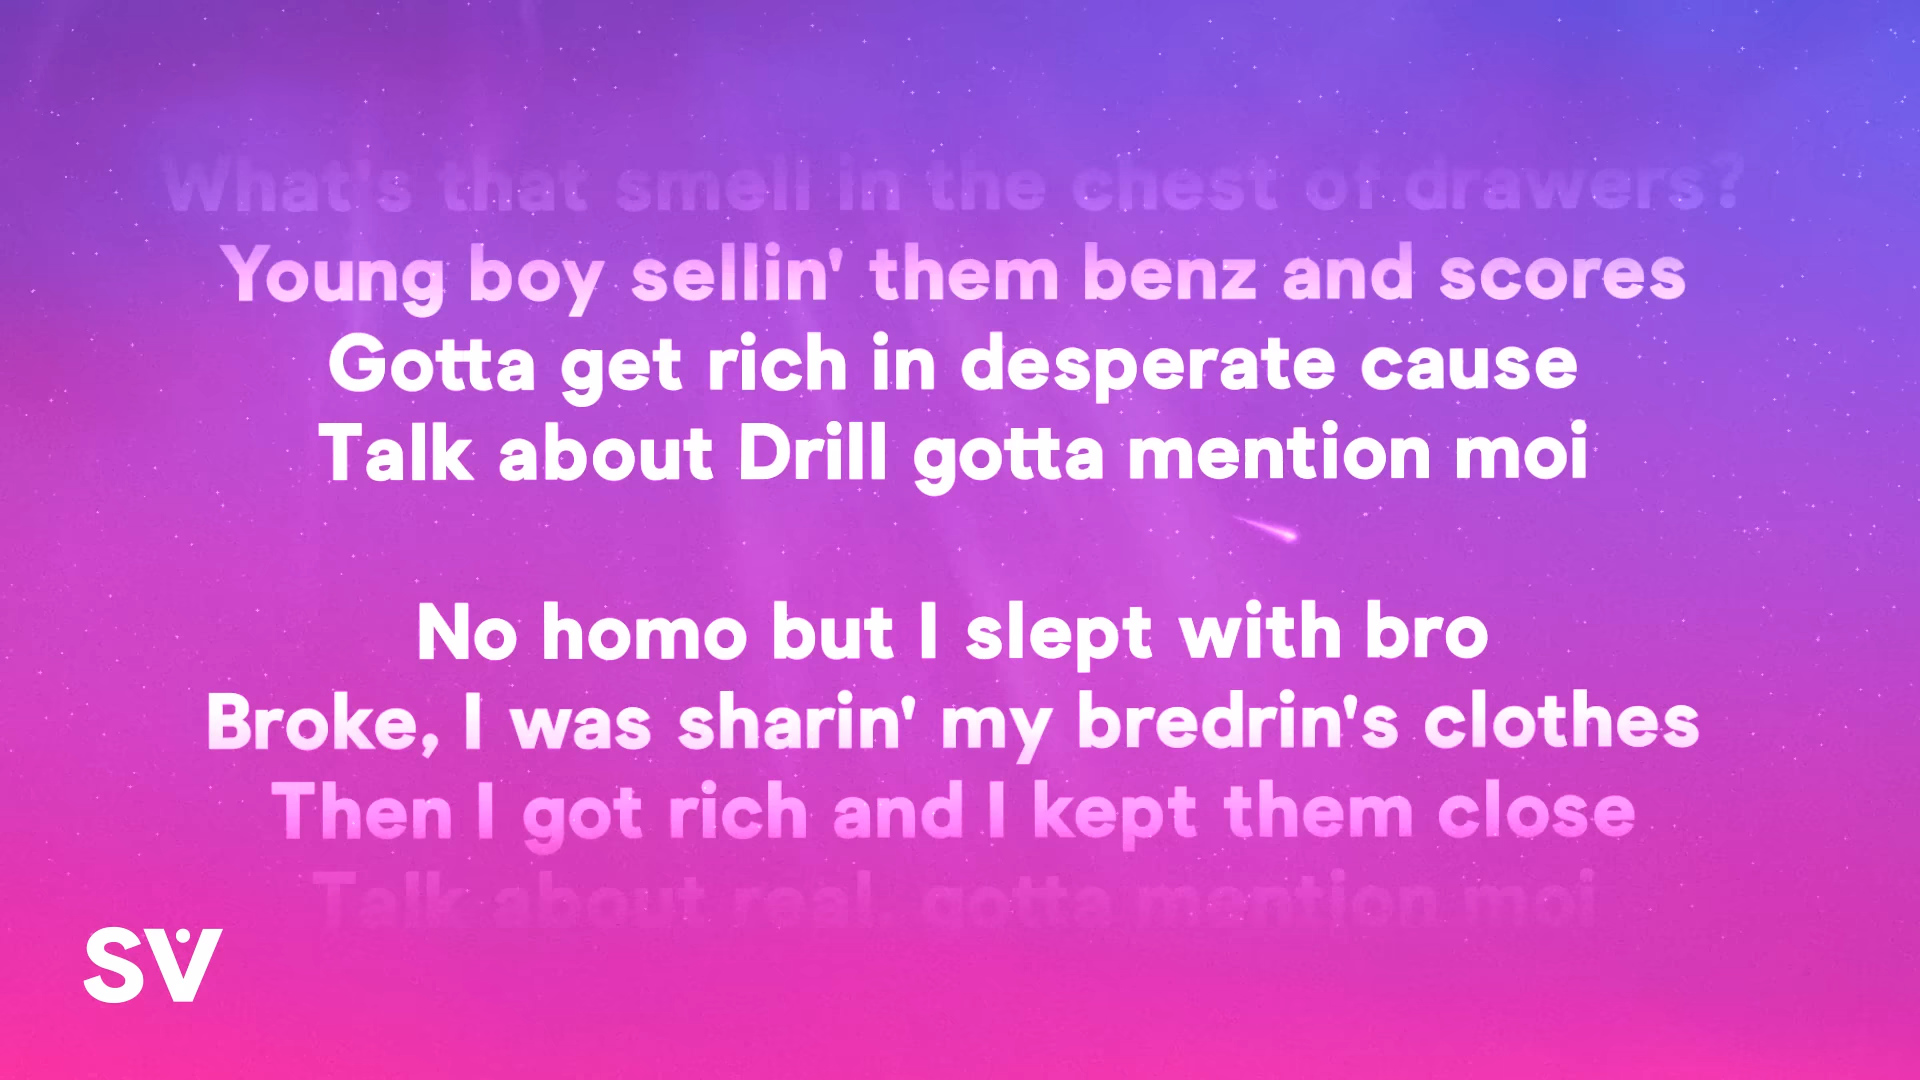 What's that smell in the chest of drawers?
Young boy sellin' them benz and scores
Gotta get rich in desperate cause
Talk about Drill gotta mention moi
No homo but I slept with bro
Broke, I was sharin' my bredrin's clothes
Then I got rich and I kept them close
Talk about real, gotta mention moi
SV